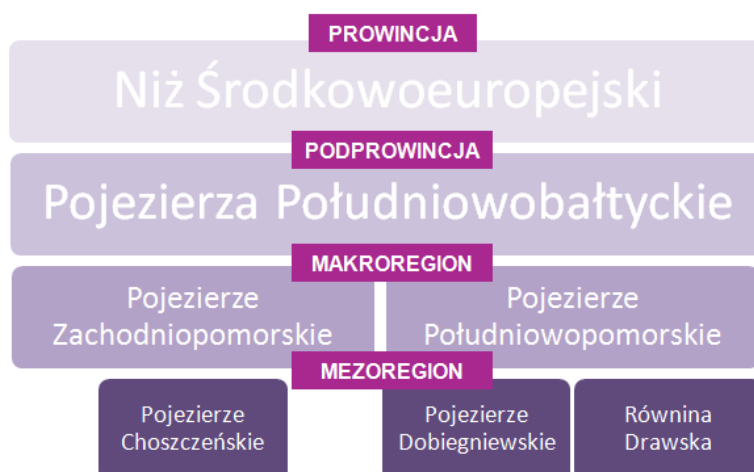 PROWINCJA
Niż Środkowoeuropejski
PODPROWINCJA
Pojezierza Południowobałtyckie
MAKROREGION
Pojezierze
Zachodniopomorskie
Pojezierze
Południowopomorskie
MEZOREGION
Pojezierze
Choszczeńskie
Pojezierze
Dobiegniewskie
Równina
Drawska